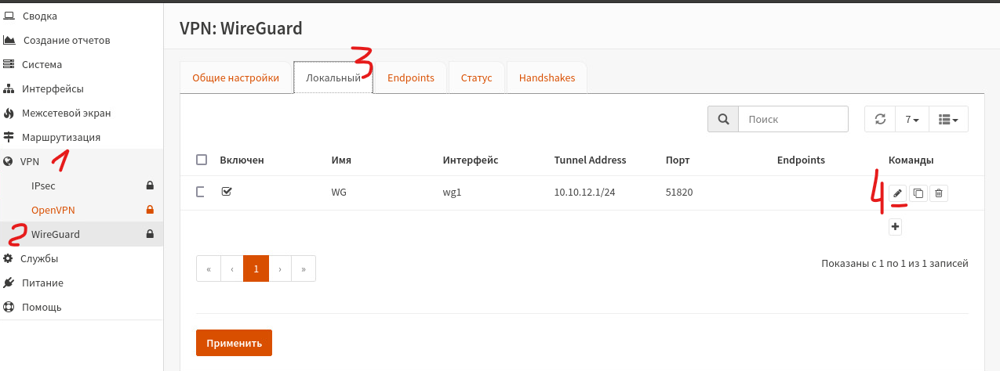 Сводка
Создание отчетов
Система
Интерфейсы
Межсетевой экран
Маршрутизация
VPN 1
IPsec
OpenVPN
2 WireGuard
Службы
Питание
Помощь
VPN: WireGuard
3
Общие настройки Локальный Endpoints Статус Handshakes
Поиск 7
Включен Имя Интерфейс Tunnel Address Порт Endpoints Команды
WG wg1 10.10.12.1/24 51820 4
+
« ‹ 1 › »
Показаны с 1 по 1 из 1 записей
Применить